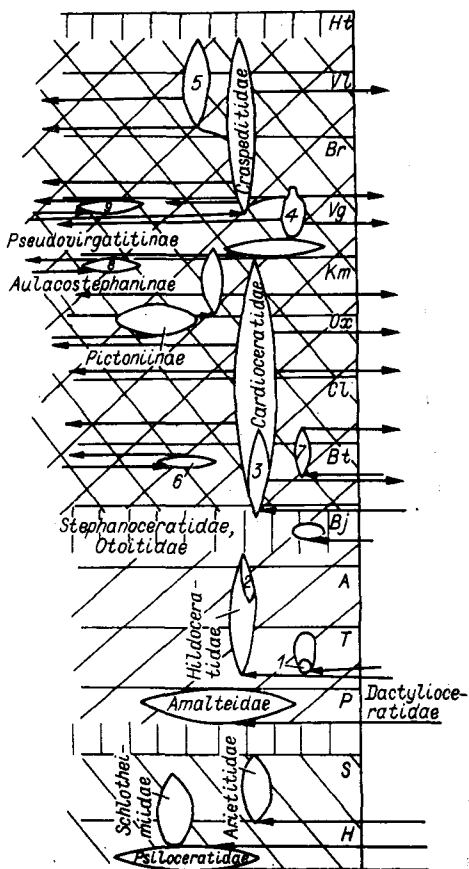 Ht
5
Craspeditidae
Vl
Br
9
4
Vg
Pseudovirgatitinae
8
Aulacostephaninae
Km
Ox
Pictoniinae
Cardioceratidae
Cl
7
Bt
6
3
Stephanoceratidae,
Otoitidae
Bj
2
A
Hildocera-
tidae
T
1
P
Amalteidae
Dactylioce-
ratidae
Schlothei-
miidae
Arietitidae
S
H
Psiloceratidae